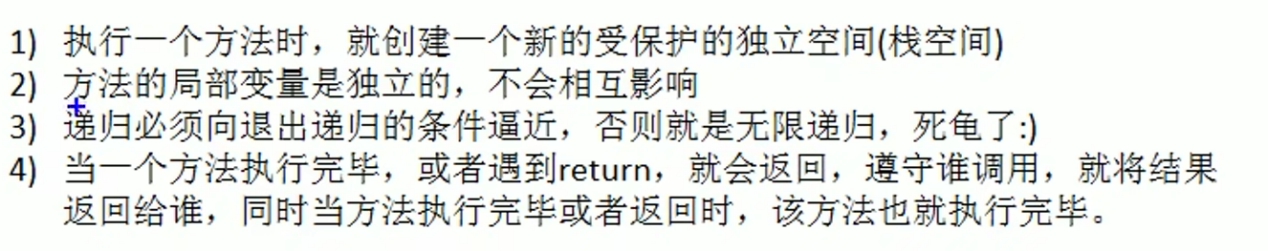 1) 执行一个方法时，就创建一个新的受保护的独立空间(栈空间)
2) 方法的局部变量是独立的，不会相互影响
3) 递归必须向退出递归的条件逼近，否则就是无限递归，死龟了:)
4) 当一个方法执行完毕，或者遇到return，就会返回，遵守谁调用，就将结果
返回给谁，同时当方法执行完毕或者返回时，该方法也就执行完毕。